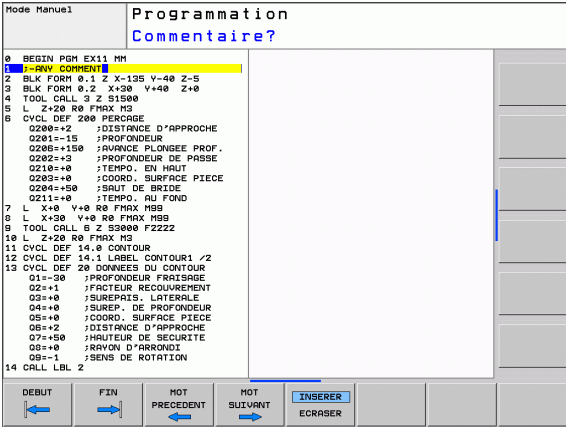 Mode Manuel
Programmation
Commentaire?
0 BEGIN PGM EX11 MM
1 ;-ANY COMMENT
2 BLK FORM 0.1 Z X-135 Y-40 Z-5
3 BLK FORM 0.2 X+30 Y+40 Z+0
4 TOOL CALL 3 Z S1500
5 L Z+20 R0 FMAX M3
6 CYCL DEF 200 PERCAGE
Q200=+2 ;DISTANCE D'APPROCHE
Q201=-15 ;PROFONDEUR
Q206=+150 ;AVANCE PLONGEE PROF.
Q202=+3 ;PROFONDEUR DE PASSE
Q210=+0 ;TEMPO. EN HAUT
Q203=+0 ;COORD. SURFACE PIECE
Q204=+50 ;SAUT DE BRIDE
Q211=+0 ;TEMPO. AU FOND
7 L X+0 Y+0 R0 FMAX M99
8 L X+30 Y+0 R0 FMAX M99
9 TOOL CALL 6 Z S3000 F2222
10 L Z+20 R0 FMAX M3
11 CYCL DEF 14.0 CONTOUR
12 CYCL DEF 14.1 LABEL CONTOUR1 /2
13 CYCL DEF 20 DONNEES DU CONTOUR
Q1=-30 ;PROFONDEUR FRAISAGE
Q2=+1 ;FACTEUR RECOUVREMENT
Q3=+0 ;SUREPAIS. LATERALE
Q4=+0 ;SUREP. DE PROFONDEUR
Q5=+0 ;COORD. SURFACE PIECE
Q6=+2 ;DISTANCE D'APPROCHE
Q7=+50 ;HAUTEUR DE SECURITE
Q8=+0 ;RAYON D'ARRONDI
Q9=-1 ;SENS DE ROTATION
14 CALL LBL 2
DEBUT
FIN
MOT
PRECEDENT
MOT
SUIVANT
INSERER
ECRASER